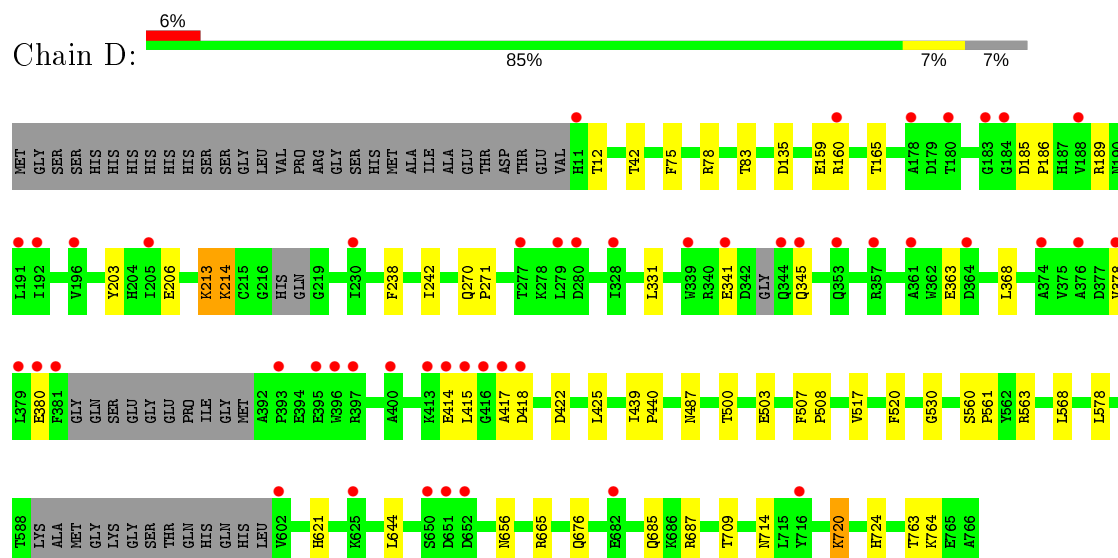 6%
Chain D:
85% 7% 7%
MET GLY SER SER HIS HIS HIS HIS HIS HIS SER SER GLY LEU VAL PRO ARG GLY SER HIS MET ALA ILE ALA GLU THR ASP THR GLU VAL H11 T12 T42 F75 R78 T83 D135 E159 R160 T165 A178 D179 T180 G183 G184 D185 P186 H187 V188 R189 N190
L191 I192 V196 Y203 H204 I205 E206 K213 K214 C215 G216 HIS GLN G219 I230 F238 I242 Q270 P271 T277 K278 L279 D280 I328 L331 W339 R340 E341 D342 GLY Q344 Q345 Q353 R357 A361 W362 E363 D364 L368 A374 V375 A376 D377 V378
L379 E380 F381 GLY GLN SER GLU GLY GLU PRO ILE GLY MET A392 P393 E394 E395 W396 R397 A400 K413 E414 L415 G416 A417 D418 D422 L425 I439 P440 N487 T500 E503 F507 P508 V517 F520 G530 S560 P561 Y562 R563 L568 L578
T588 LYS ALA MET GLY LYS GLY SER THR GLN HIS GLN HIS LEU V602 H621 K625 L644 S650 D651 D652 N656 R665 Q676 E682 Q685 K686 R687 T709 N714 L715 Y716 K720 H724 T763 K764 E765 A766